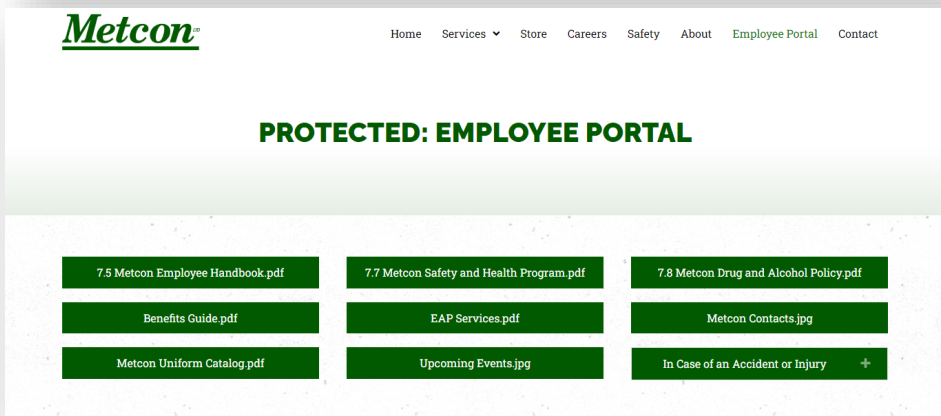 Metcon LTD
Home Services Store Careers Safety About Employee Portal Contact
PROTECTED: EMPLOYEE PORTAL
7.5 Metcon Employee Handbook.pdf 7.7 Metcon Safety and Health Program.pdf 7.8 Metcon Drug and Alcohol Policy.pdf
Benefits Guide.pdf EAP Services.pdf Metcon Contacts.jpg
Metcon Uniform Catalog.pdf Upcoming Events.jpg In Case of an Accident or Injury +